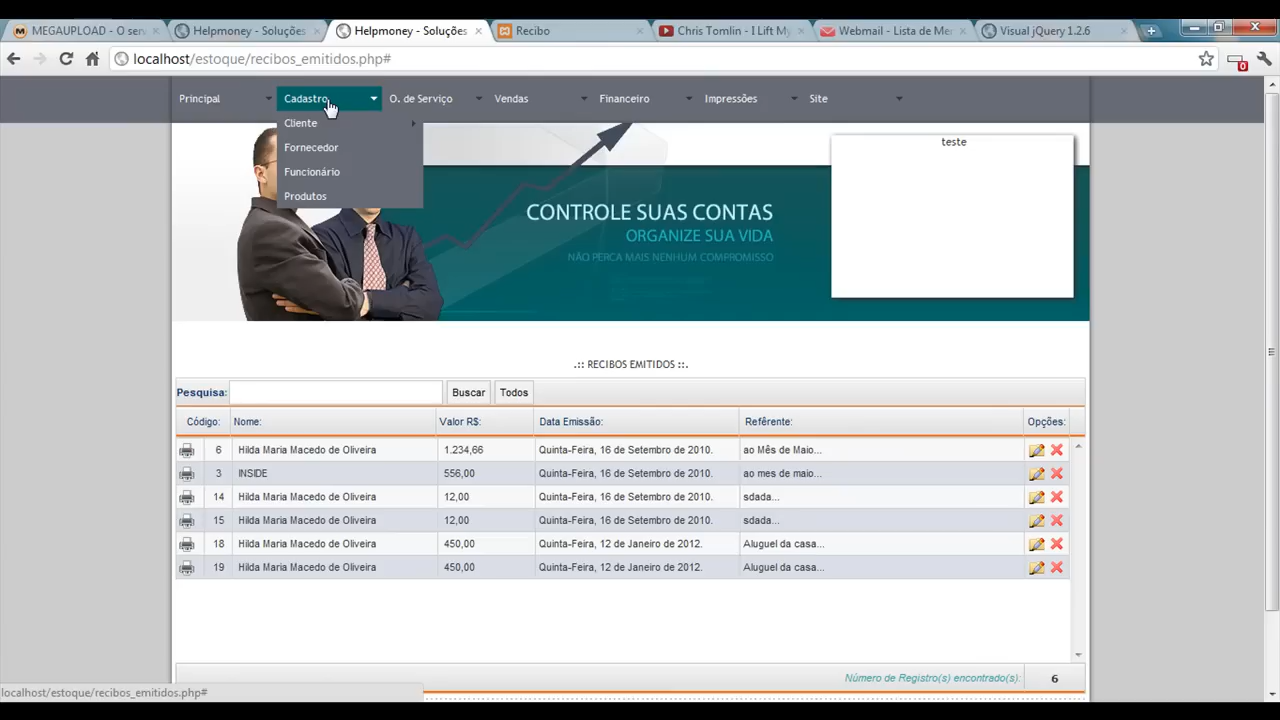 MEGAUPLOAD - O serv
Helpmoney - Soluções
Helpmoney - Soluções
Recibo
Chris Tomlin - I Lift My
Webmail - Lista de Men
Visual jQuery 1.2.6
localhost/estoque/recibos_emitidos.php#
0
Principal
Cadastro
O. de Serviço
Vendas
Financeiro
Impressões
Site
Cliente
Fornecedor
Funcionário
Produtos
teste
CONTROLE SUAS CONTAS
ORGANIZE SUA VIDA
NÃO PERCA MAIS NENHUM COMPROMISSO
.:: RECIBOS EMITIDOS ::.
Pesquisa: Buscar Todos
Código: Nome: Valor R$: Data Emissão: Refêrente: Opções:
6 Hilda Maria Macedo de Oliveira 1.234,66 Quinta-Feira, 16 de Setembro de 2010. ao Mês de Maio...
3 INSIDE 556,00 Quinta-Feira, 16 de Setembro de 2010. ao mes de maio...
14 Hilda Maria Macedo de Oliveira 12,00 Quinta-Feira, 16 de Setembro de 2010. sdada...
15 Hilda Maria Macedo de Oliveira 12,00 Quinta-Feira, 16 de Setembro de 2010. sdada...
18 Hilda Maria Macedo de Oliveira 450,00 Quinta-Feira, 12 de Janeiro de 2012. Aluguel da casa...
19 Hilda Maria Macedo de Oliveira 450,00 Quinta-Feira, 12 de Janeiro de 2012. Aluguel da casa...
Número de Registro(s) encontrado(s): 6
localhost/estoque/recibos_emitidos.php#